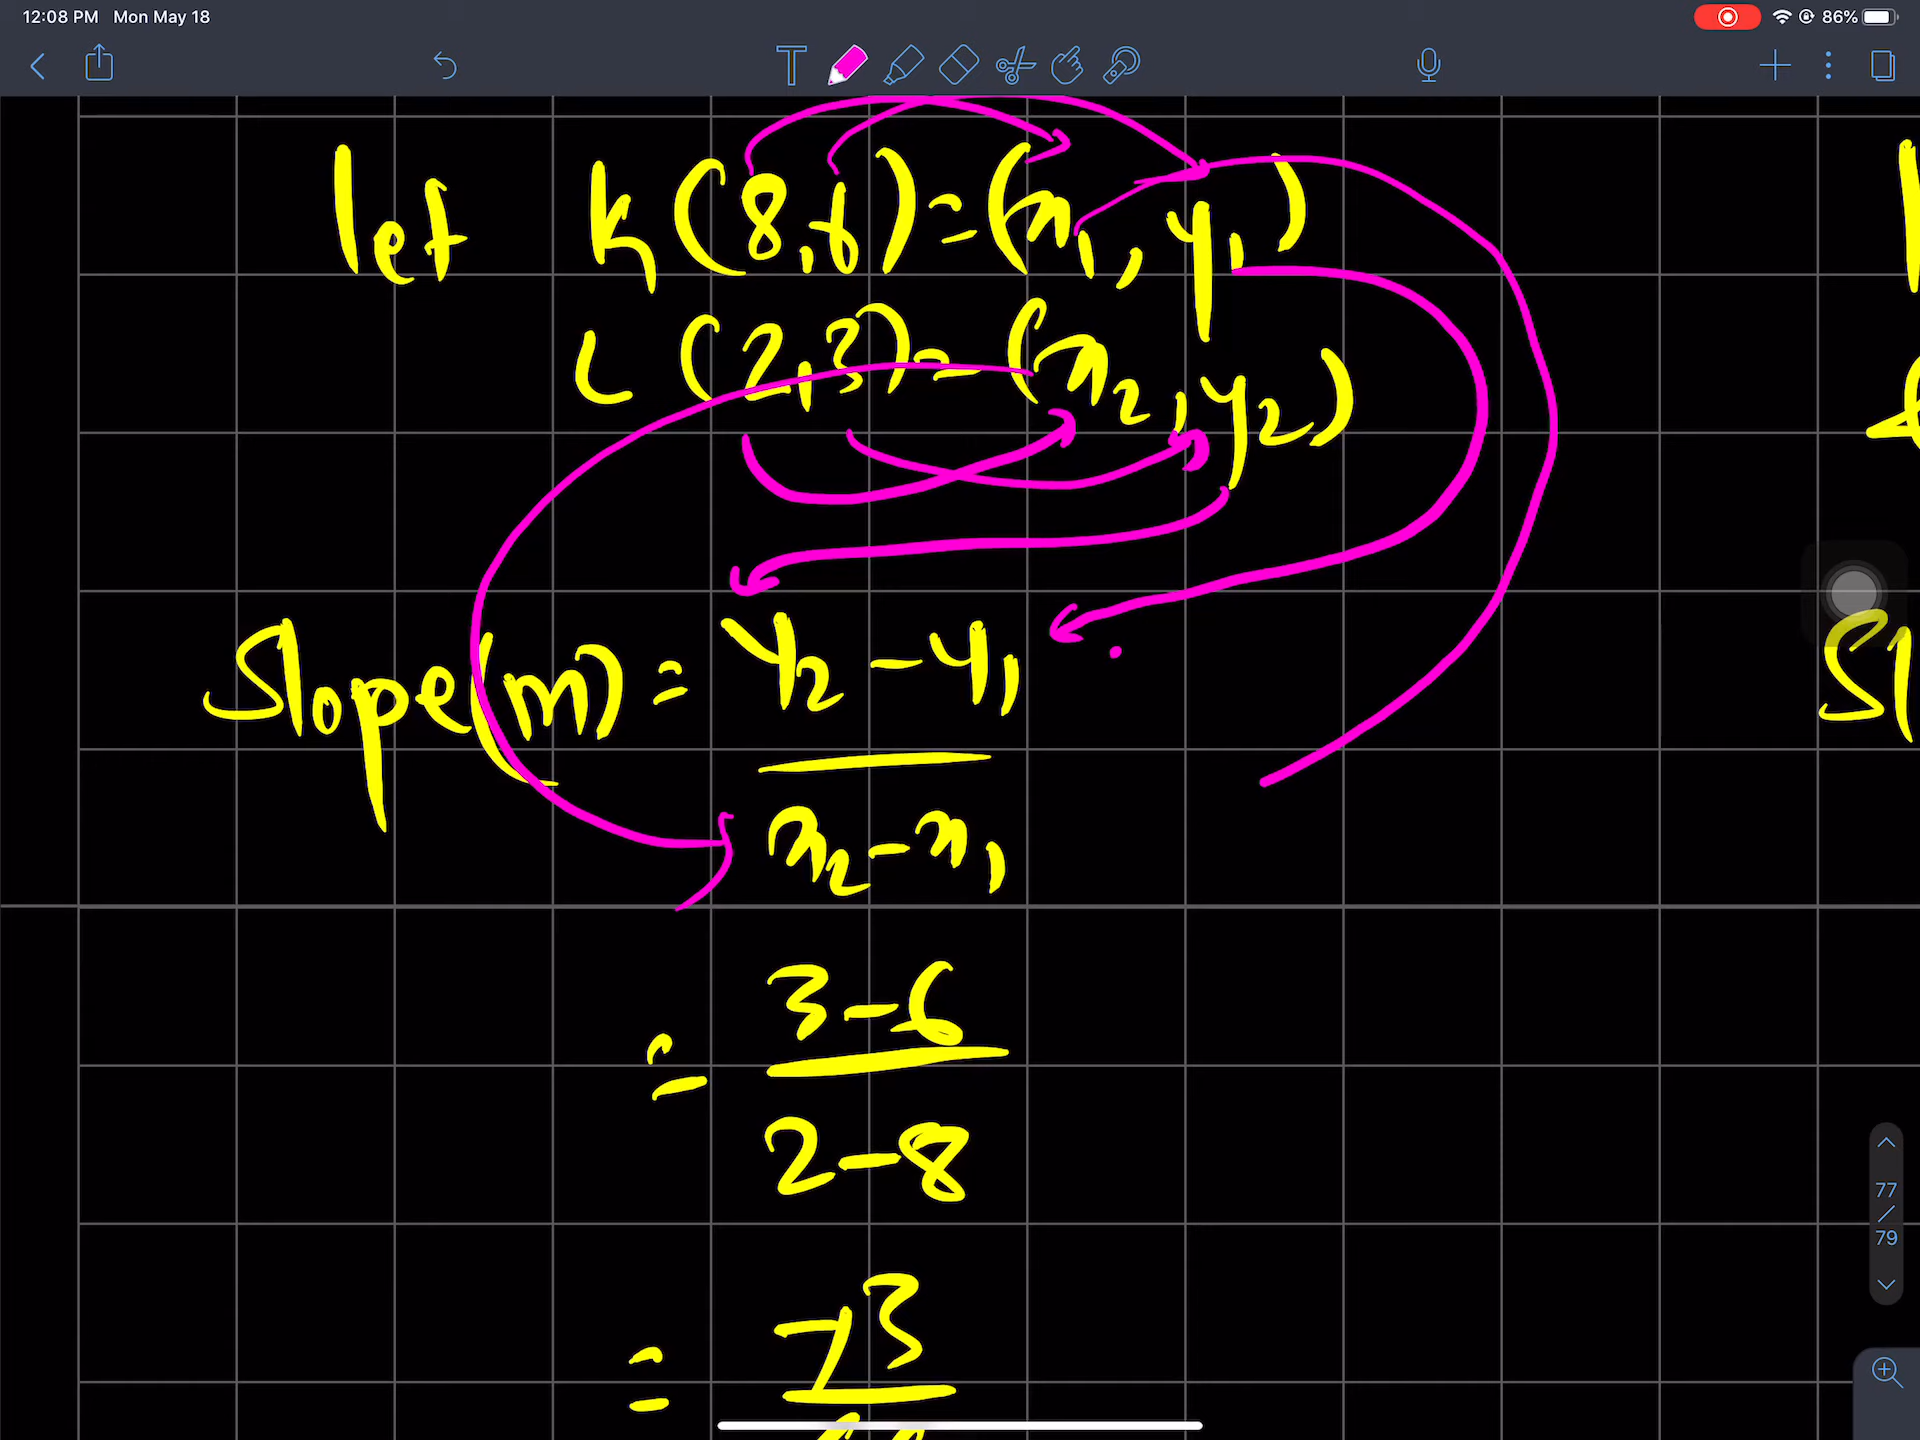 12:08 PM Mon May 18 86%
let K(8,6)=(x₁,y₁)
L(2,3)=(x₂,y₂)
Slope(m) = y₂-y₁
x₂-x₁
Sl
= 3-6
2-8
77
/
79
= 3